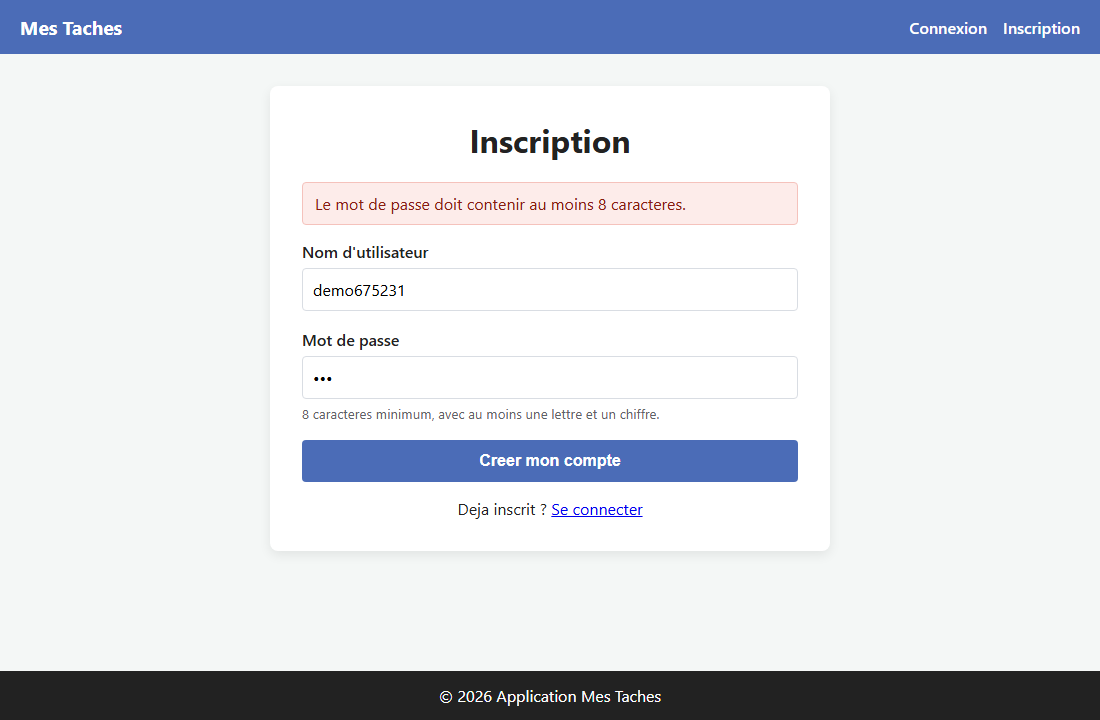 Mes Taches
Connexion Inscription
Inscription
Le mot de passe doit contenir au moins 8 caracteres.
Nom d'utilisateur
demo675231
Mot de passe
•••
8 caracteres minimum, avec au moins une lettre et un chiffre.
Creer mon compte
Deja inscrit ? Se connecter
© 2026 Application Mes Taches